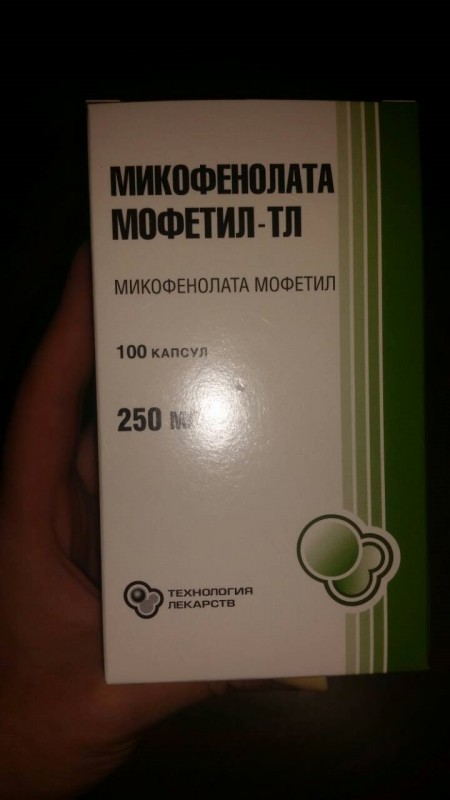 МИКОФЕНОЛАТА
МОФЕТИЛ-ТЛ
МИКОФЕНОЛАТА МОФЕТИЛ
100 КАПСУЛ
250
ТЕХНОЛОГИЯ
ЛЕКАРСТВ